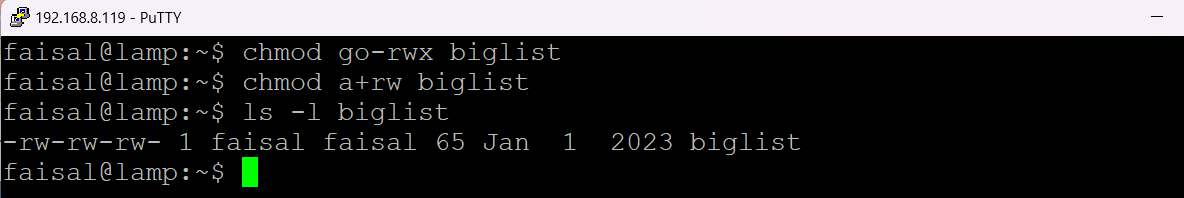 192.168.8.119 - PuTTY
faisal@lamp:~$ chmod go-rwx biglist
faisal@lamp:~$ chmod a+rw biglist
faisal@lamp:~$ ls -l biglist
-rw-rw-rw- 1 faisal faisal 65 Jan  1  2023 biglist
faisal@lamp:~$